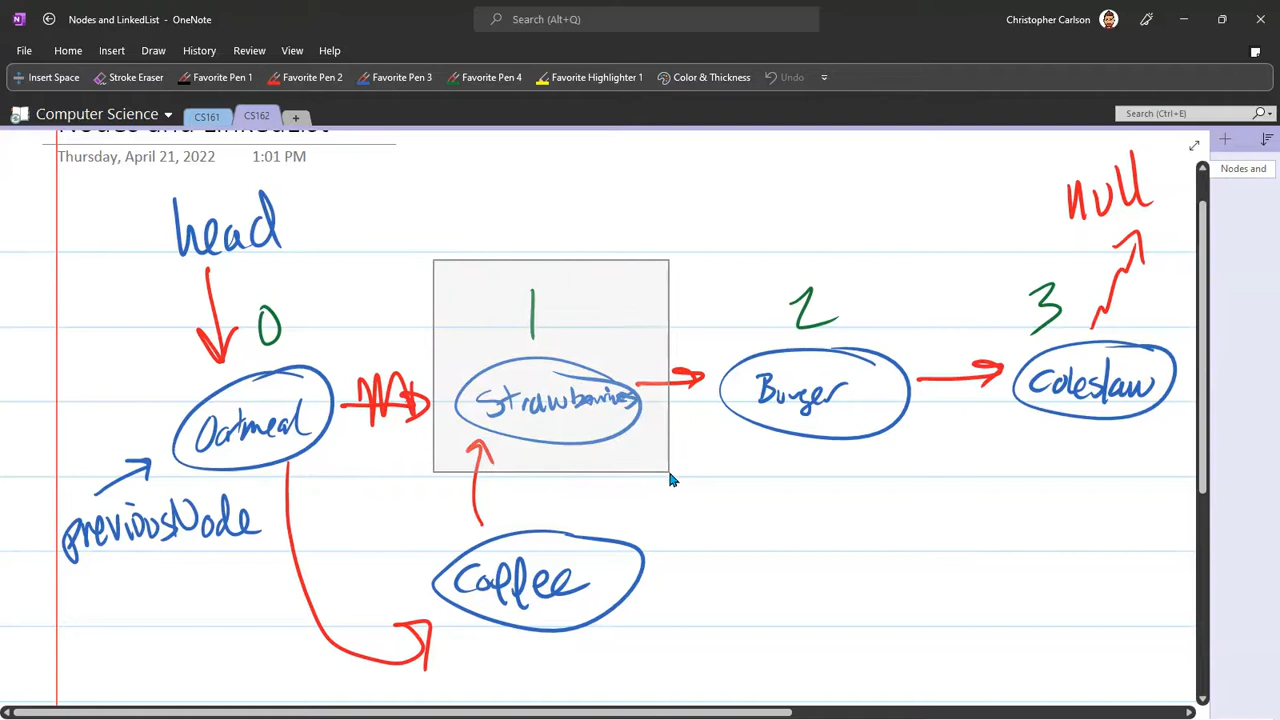 Nodes and LinkedList - OneNote
Search (Alt+Q)
Christopher Carlson
File Home Insert Draw History Review View Help
Insert Space Stroke Eraser Favorite Pen 1 Favorite Pen 2 Favorite Pen 3 Favorite Pen 4 Favorite Highlighter 1 Color & Thickness Undo
Computer Science CS161 CS162 + Search (Ctrl+E)
Nodes and LinkedList
Thursday, April 21, 2022 1:01 PM
Nodes and
null
head
0 1 2 3
Oatmeal Strawberries Burger Coleslaw
previousNode
Coffee